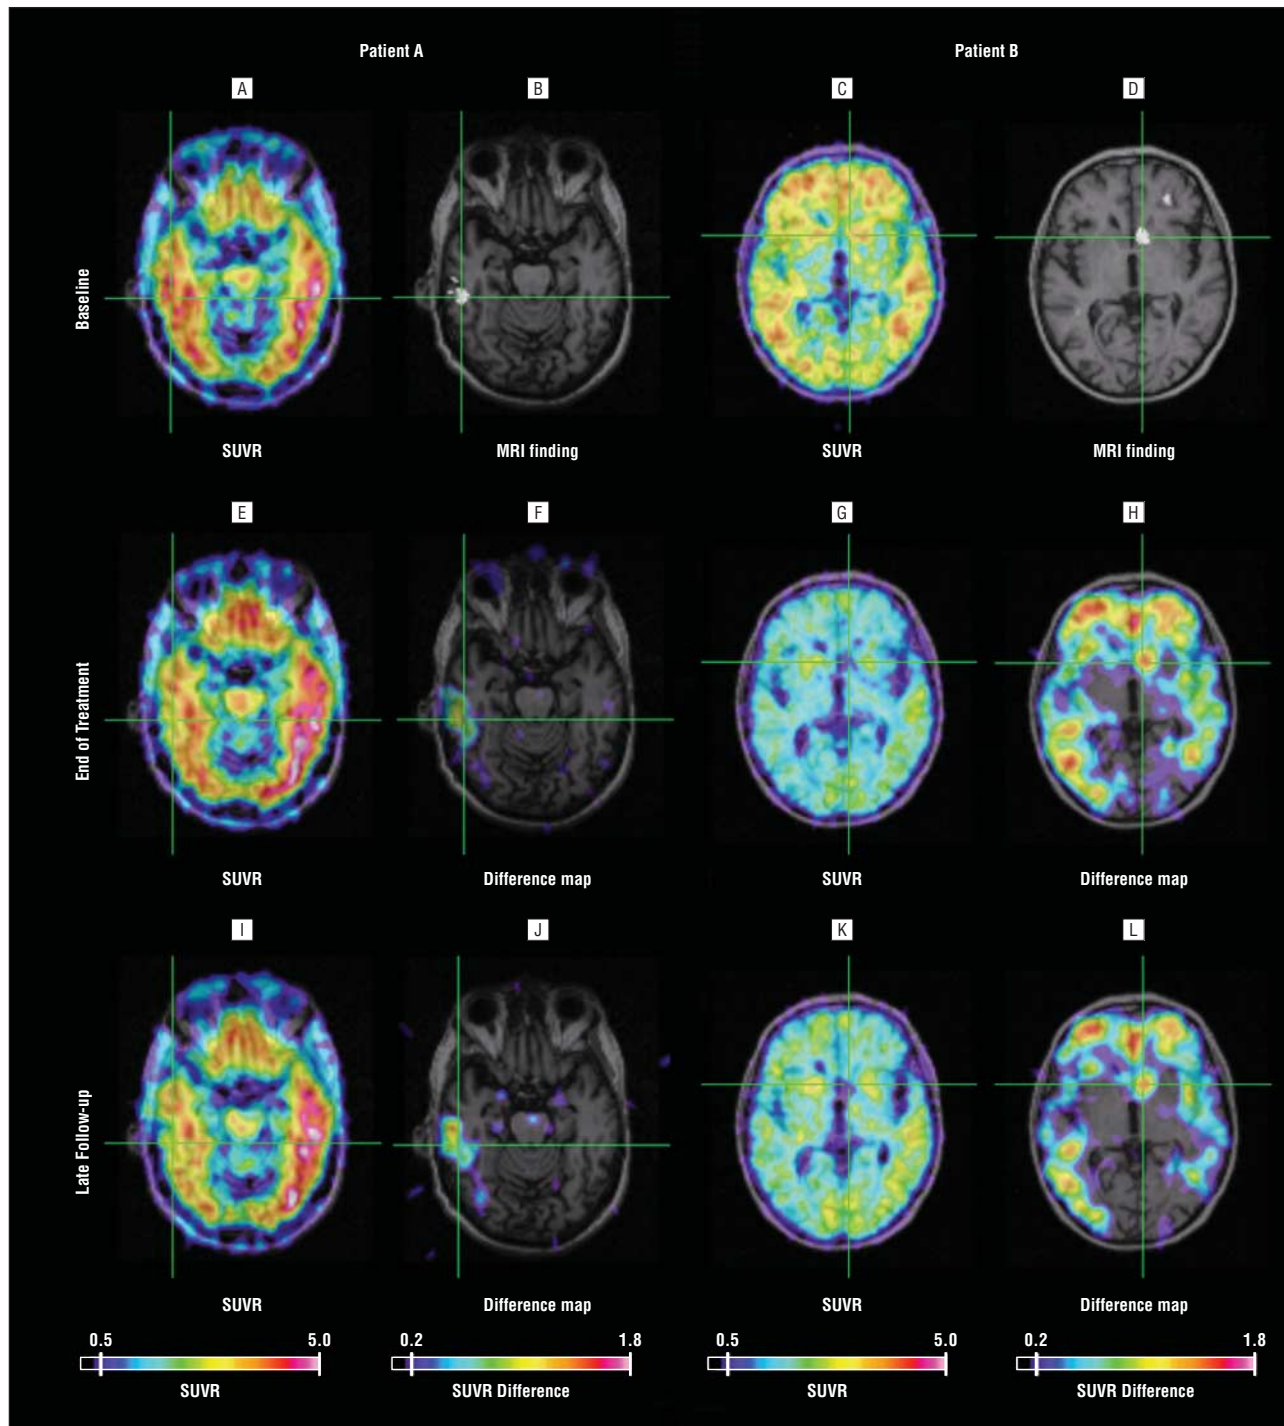 Patient A
Patient B
A
B
C
D
Baseline
SUVR
MRI finding
SUVR
MRI finding
E
F
G
H
End of Treatment
SUVR
Difference map
SUVR
Difference map
I
J
K
L
Late Follow-up
SUVR
Difference map
SUVR
Difference map
0.5 5.0
0.2 1.8
0.5 5.0
0.2 1.8
SUVR
SUVR Difference
SUVR
SUVR Difference